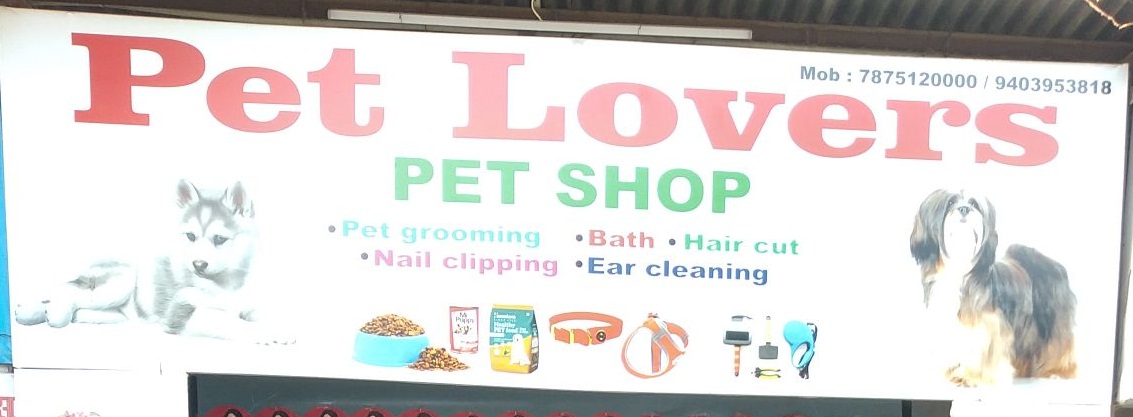 Mob : 7875120000 / 9403953818
Pet Lovers
PET SHOP
•Pet grooming •Bath •Hair cut
•Nail clipping •Ear cleaning